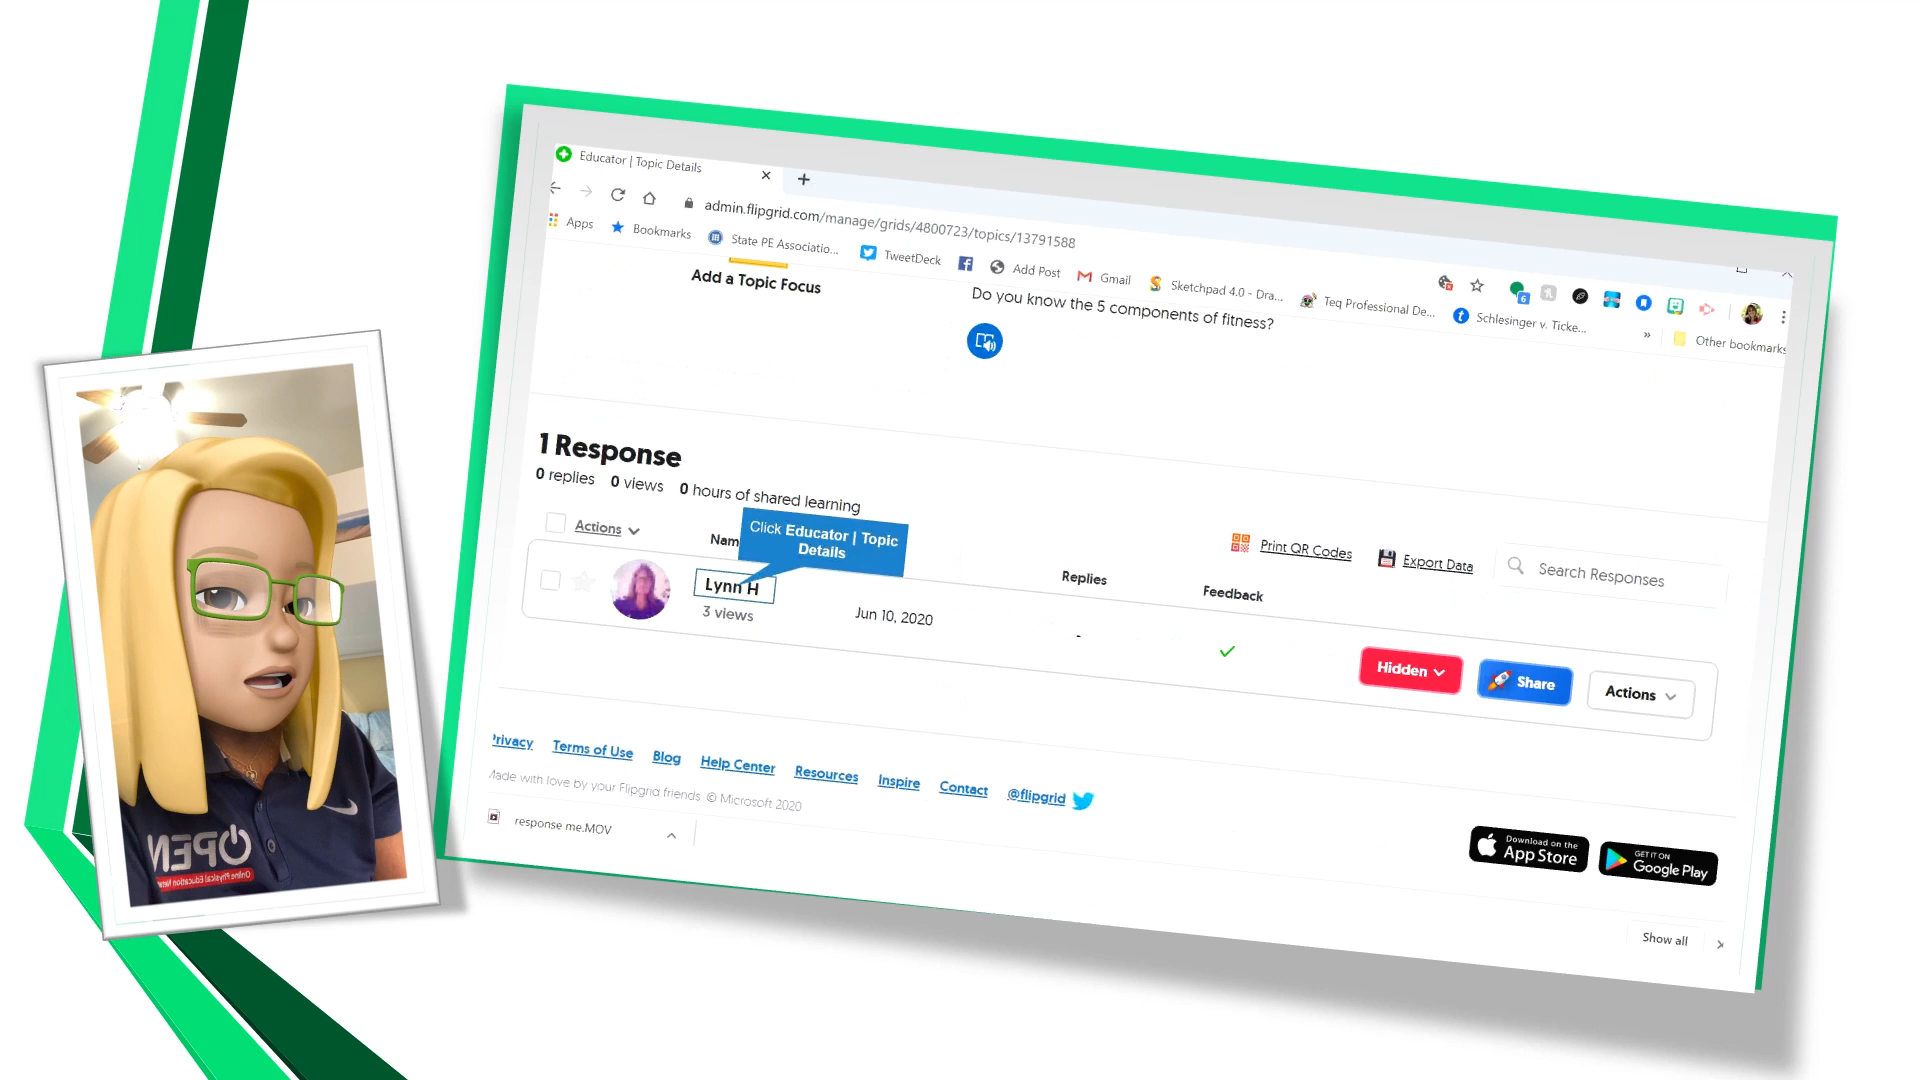 Educator | Topic Details
admin.flipgrid.com/manage/grids/4800723/topics/13791588
Apps
Bookmarks
State PE Associatio...
TweetDeck
Add Post
Gmail
Sketchpad 4.0 - Dra...
Teq Professional De...
Schlesinger v. Ticke...
»
Other bookmarks
6
Add a Topic Focus
Do you know the 5 components of fitness?
1 Response
0 replies 0 views 0 hours of shared learning
Actions
Click Educator | Topic
Details
Print QR Codes
Export Data
Search Responses
Replies
Feedback
Lynn H
3 views
Jun 10, 2020
-
Hidden
Share
Actions
Terms of Use
Blog
Help Center
Resources
Inspire
Contact
@flipgrid
Made with love by your Flipgrid friends © Microsoft 2020
response me.MOV
Download on the
App Store
GET IT ON
Google Play
Show all
OPEN